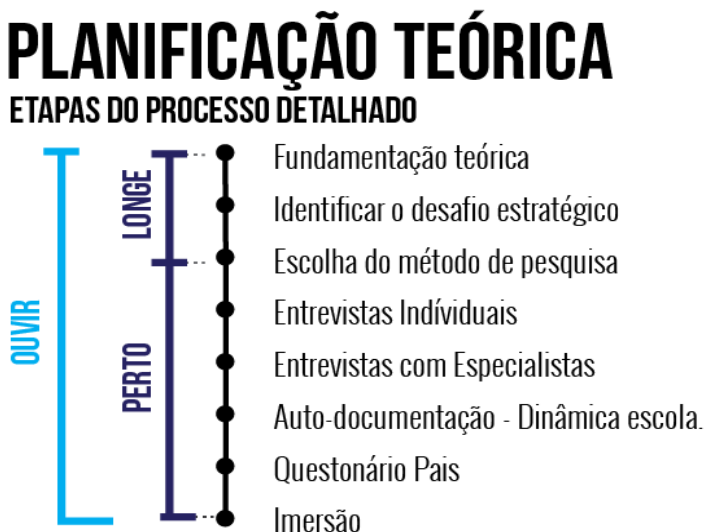 PLANIFICAÇÃO TEÓRICA
ETAPAS DO PROCESSO DETALHADO
OUVIR
LONGE
PERTO
Fundamentação teórica
Identificar o desafio estratégico
Escolha do método de pesquisa
Entrevistas Indíviduais
Entrevistas com Especialistas
Auto-documentação - Dinâmica escola.
Questonário Pais
Imersão